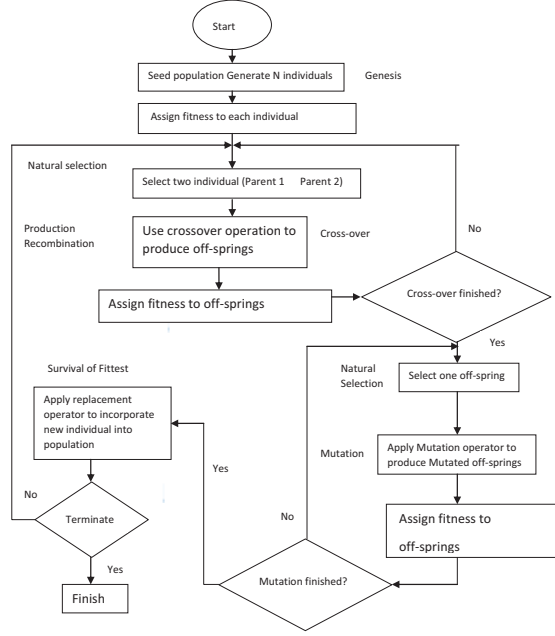 Start
Seed population Generate N individuals
Genesis
Assign fitness to each individual
Natural selection
Select two individual (Parent 1 Parent 2)
Production
Recombination
Use crossover operation to
produce off-springs
Cross-over
No
Assign fitness to off-springs
Cross-over finished?
Yes
Survival of Fittest
Natural
Selection
Select one off-spring
Apply replacement
operator to incorporate
new individual into
population
Mutation
Apply Mutation operator to
produce Mutated off-springs
Yes
No
No
Terminate
Assign fitness to
off-springs
Yes
Mutation finished?
Finish